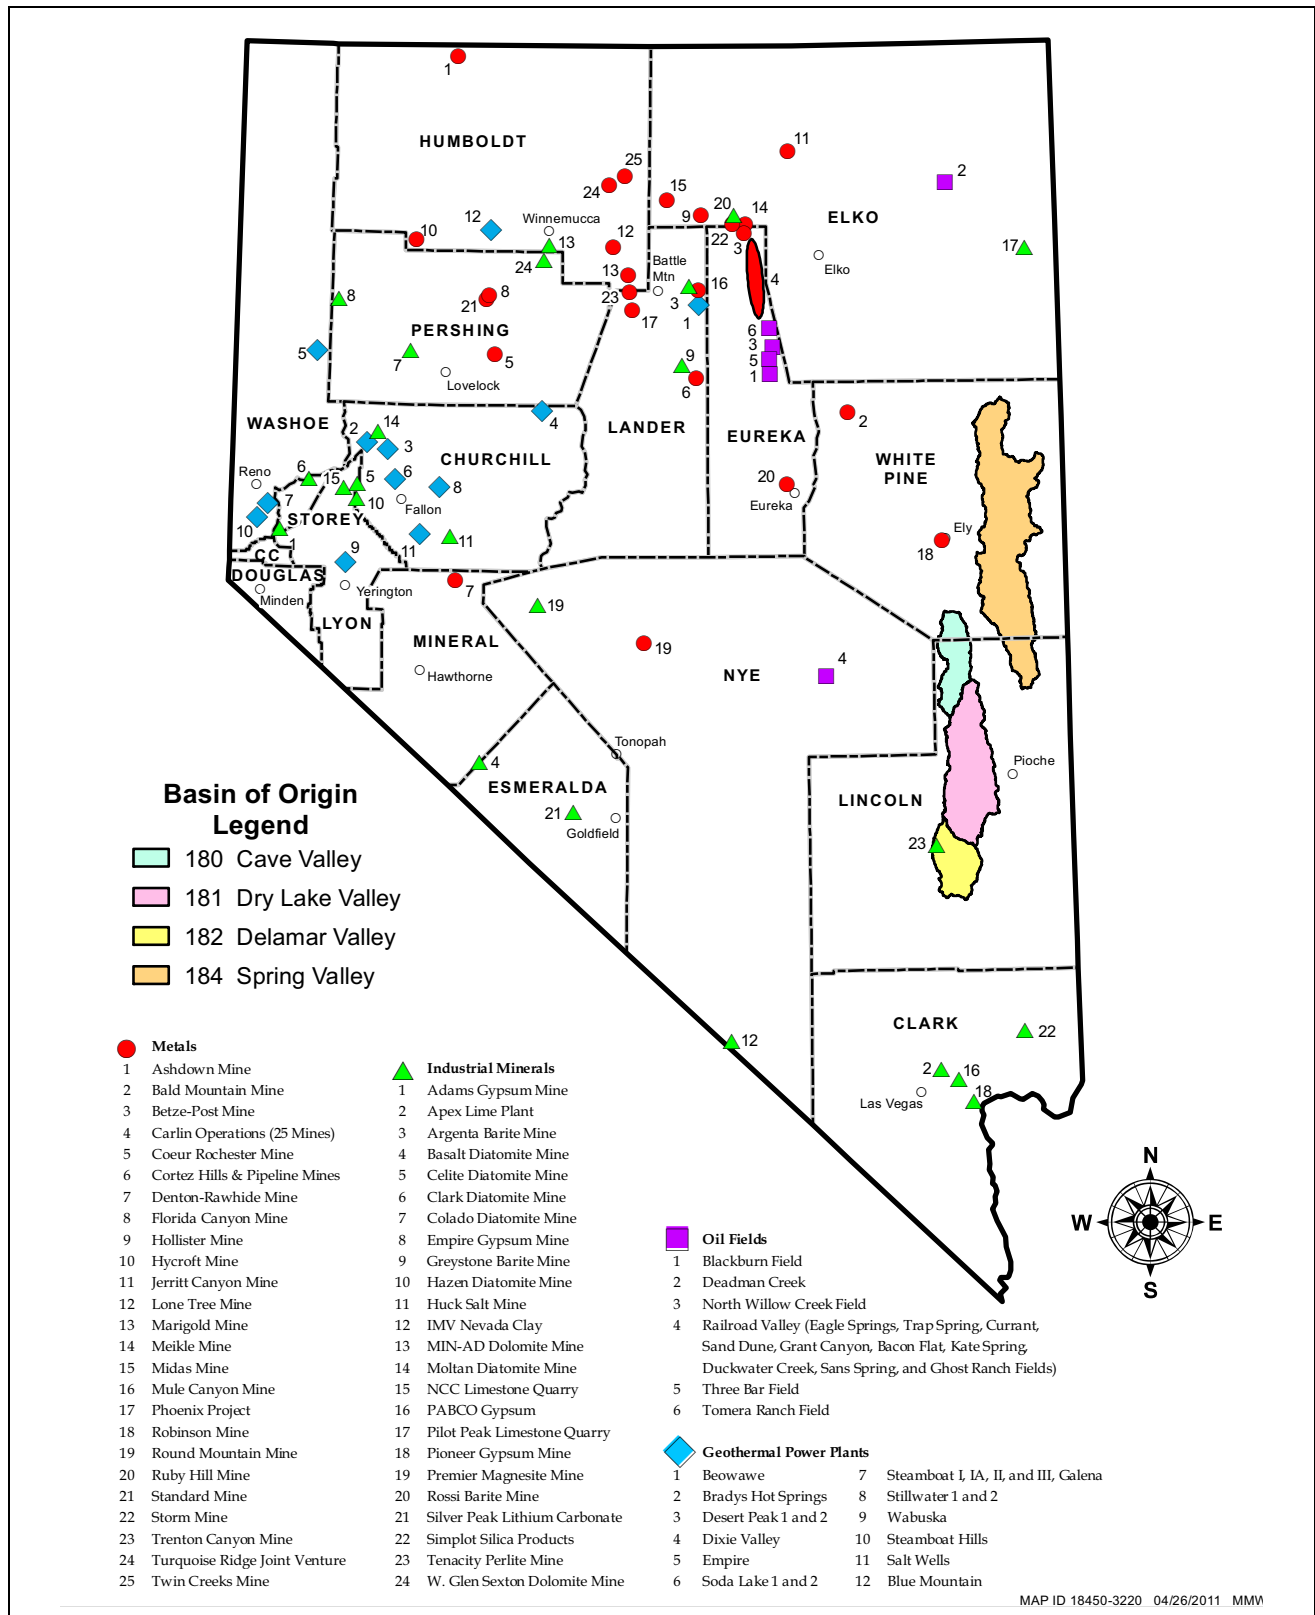 1
HUMBOLDT
11
25
24
2
15
20
14
9
ELKO
22
3
12
Winnemucca
10
13
12
24
17
Elko
Battle
Mtn
13
8
8
21
23
3
16
4
17
1
PERSHING
6
3
5
1
5
7
5
9
Lovelock
6
WASHOE
4
LANDER
2
14
EUREKA
3
CHURCHILL
WHITE
PINE
2
Reno
6
15
5
6
8
20
10
Fallon
Eureka
7
STOREY
10
1
11
11
Ely
18
CC
9
DOUGLAS
Yerington
7
Minden
19
LYON
MINERAL
19
NYE
4
Hawthorne
Tonopah
Pioche
4
ESMERALDA
LINCOLN
21
Goldfield
23
Basin of Origin
Legend
180 Cave Valley
181 Dry Lake Valley
182 Delamar Valley
184 Spring Valley
CLARK
12
22
2
16
Las Vegas
18
N
W
E
S
Metals
1 Ashdown Mine
2 Bald Mountain Mine
3 Betze-Post Mine
4 Carlin Operations (25 Mines)
5 Coeur Rochester Mine
6 Cortez Hills & Pipeline Mines
7 Denton-Rawhide Mine
8 Florida Canyon Mine
9 Hollister Mine
10 Hycroft Mine
11 Jerritt Canyon Mine
12 Lone Tree Mine
13 Marigold Mine
14 Meikle Mine
15 Midas Mine
16 Mule Canyon Mine
17 Phoenix Project
18 Robinson Mine
19 Round Mountain Mine
20 Ruby Hill Mine
21 Standard Mine
22 Storm Mine
23 Trenton Canyon Mine
24 Turquoise Ridge Joint Venture
25 Twin Creeks Mine
Industrial Minerals
1 Adams Gypsum Mine
2 Apex Lime Plant
3 Argenta Barite Mine
4 Basalt Diatomite Mine
5 Celite Diatomite Mine
6 Clark Diatomite Mine
7 Colado Diatomite Mine
8 Empire Gypsum Mine
9 Greystone Barite Mine
10 Hazen Diatomite Mine
11 Huck Salt Mine
12 IMV Nevada Clay
13 MIN-AD Dolomite Mine
14 Moltan Diatomite Mine
15 NCC Limestone Quarry
16 PABCO Gypsum
17 Pilot Peak Limestone Quarry
18 Pioneer Gypsum Mine
19 Premier Magnesite Mine
20 Rossi Barite Mine
21 Silver Peak Lithium Carbonate
22 Simplot Silica Products
23 Tenacity Perlite Mine
24 W. Glen Sexton Dolomite Mine
Oil Fields
1 Blackburn Field
2 Deadman Creek
3 North Willow Creek Field
4 Railroad Valley (Eagle Springs, Trap Spring, Currant,
Sand Dune, Grant Canyon, Bacon Flat, Kate Spring,
Duckwater Creek, Sans Spring, and Ghost Ranch Fields)
5 Three Bar Field
6 Tomera Ranch Field
Geothermal Power Plants
1 Beowawe
2 Bradys Hot Springs
3 Desert Peak 1 and 2
4 Dixie Valley
5 Empire
6 Soda Lake 1 and 2
7 Steamboat I, IA, II, and III, Galena
8 Stillwater 1 and 2
9 Wabuska
10 Steamboat Hills
11 Salt Wells
12 Blue Mountain
MAP ID 18450-3220 04/26/2011 MMW